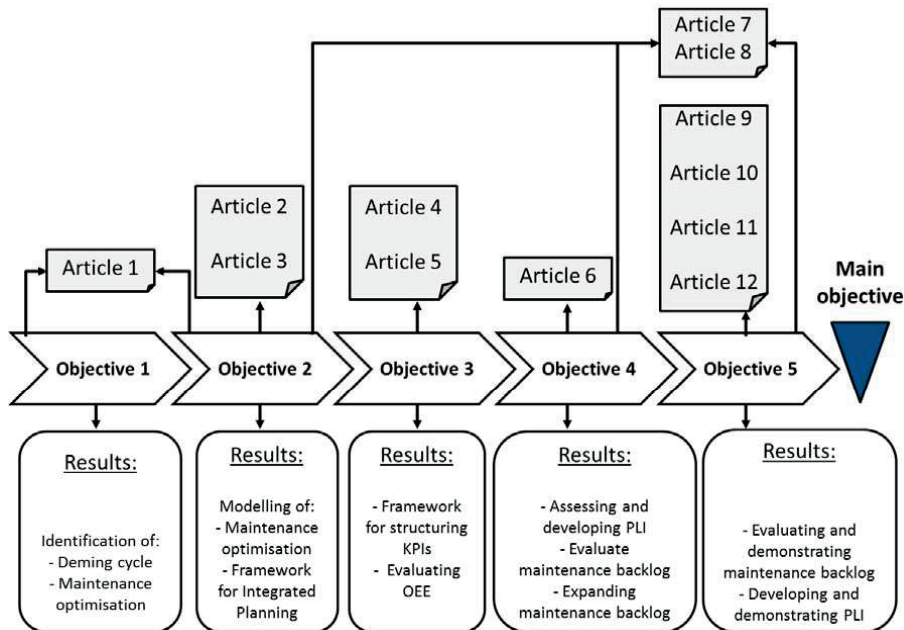 Article 7
Article 8
Article 9
Article 10
Article 11
Article 12
Article 2
Article 3
Article 4
Article 5
Article 1
Article 6
Main
objective
Objective 1
Objective 2
Objective 3
Objective 4
Objective 5
Results:
Identification of:
- Deming cycle
- Maintenance
optimisation
Results:
Modelling of:
- Maintenance
optimisation
- Framework
for Integrated
Planning
Results:
- Framework
for structuring
KPIs
- Evaluating
OEE
Results:
- Assessing and
developing PLI
- Evaluate
maintenance backlog
- Expanding
maintenance backlog
Results:
- Evaluating and
demonstrating
maintenance backlog
- Developing and
demonstrating PLI